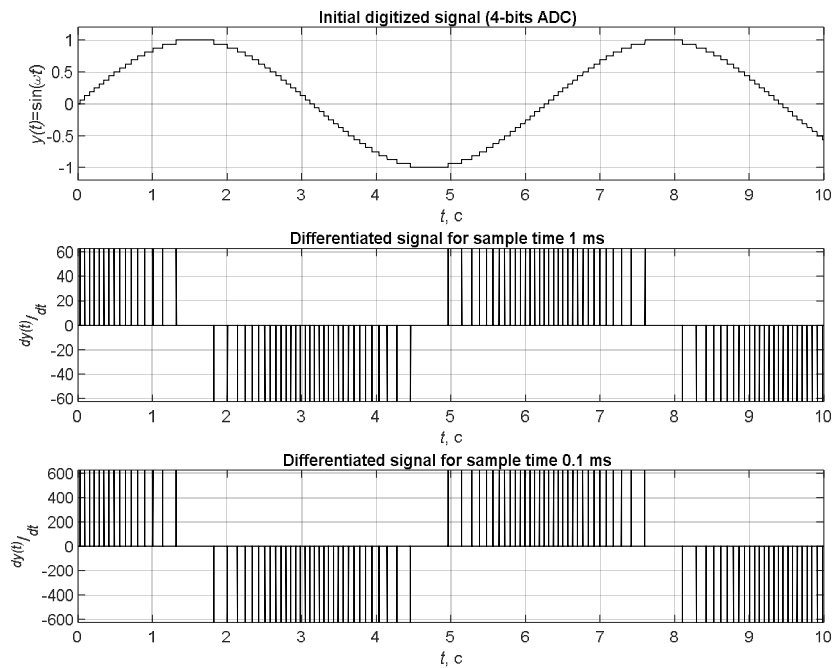 Initial digitized signal (4-bits ADC)
y(t)=sin(ωt)
1
0.5
0
-0.5
-1
0 1 2 3 4 5 6 7 8 9 10
t, c
Differentiated signal for sample time 1 ms
dy(t)/dt
60
40
20
0
-20
-40
-60
0 1 2 3 4 5 6 7 8 9 10
t, c
Differentiated signal for sample time 0.1 ms
dy(t)/dt
600
400
200
0
-200
-400
-600
0 1 2 3 4 5 6 7 8 9 10
t, c